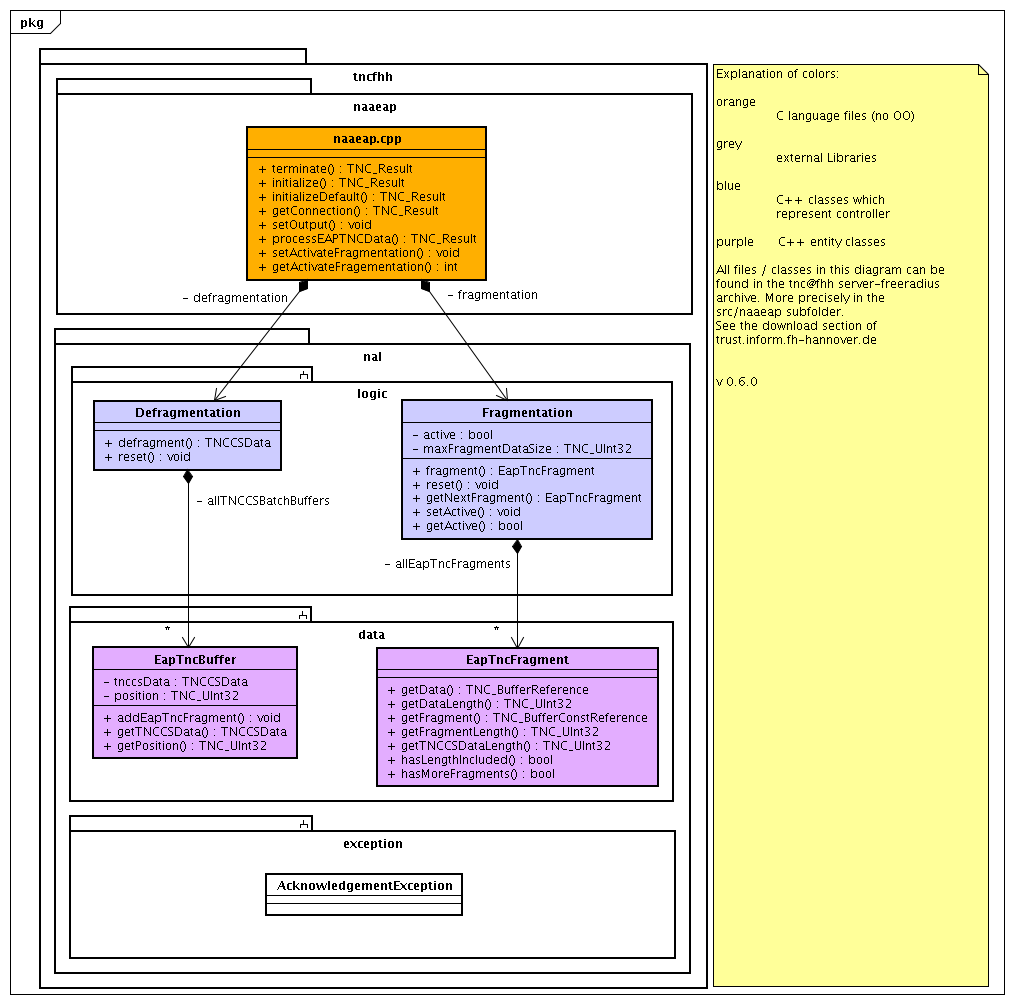 pkg
tncfhh
naaeap
naaeap.cpp
+ terminate() : TNC_Result
+ initialize() : TNC_Result
+ initializeDefault() : TNC_Result
+ getConnection() : TNC_Result
+ setOutput() : void
+ processEAPTNCData() : TNC_Result
+ setActivateFragmentation() : void
+ getActivateFragementation() : int
- defragmentation
- fragmentation
nal
logic
Defragmentation
+ defragment() : TNCCSData
+ reset() : void
- allTNCCSBatchBuffers
Fragmentation
- active : bool
- maxFragmentDataSize : TNC_UInt32
+ fragment() : EapTncFragment
+ reset() : void
+ getNextFragment() : EapTncFragment
+ setActive() : void
+ getActive() : bool
- allEapTncFragments
*
*
data
EapTncBuffer
- tnccsData : TNCCSData
- position : TNC_UInt32
+ addEapTncFragment() : void
+ getTNCCSData() : TNCCSData
+ getPosition() : TNC_UInt32
EapTncFragment
+ getData() : TNC_BufferReference
+ getDataLength() : TNC_UInt32
+ getFragment() : TNC_BufferConstReference
+ getFragmentLength() : TNC_UInt32
+ getTNCCSDataLength() : TNC_UInt32
+ hasLengthIncluded() : bool
+ hasMoreFragments() : bool
exception
AcknowledgementException
Explanation of colors:
orange
C language files (no OO)
grey
external Libraries
blue
C++ classes which
represent controller
purple C++ entity classes
All files / classes in this diagram can be
found in the tnc@fhh server-freeradius
archive. More precisely in the
src/naaeap subfolder.
See the download section of
trust.inform.fh-hannover.de
v 0.6.0